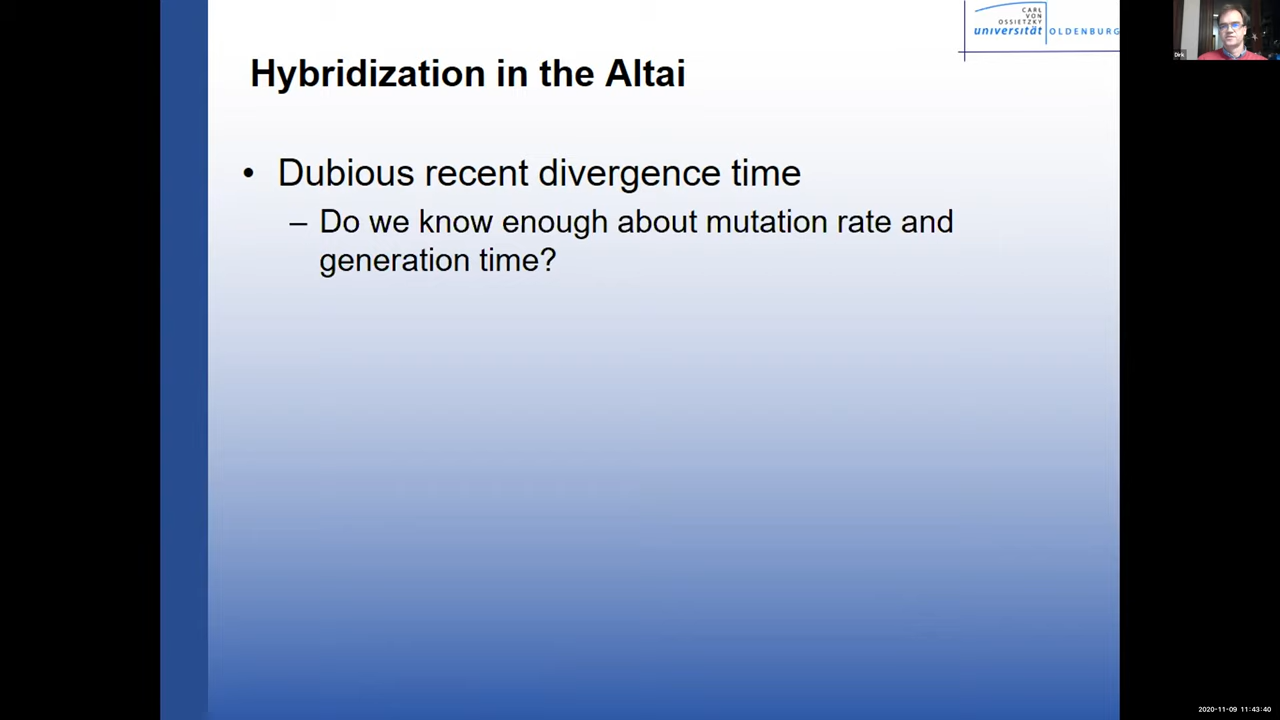 CARL
VON
OSSIETZKY
universität OLDENBURG
Dirk
Hybridization in the Altai
• Dubious recent divergence time
– Do we know enough about mutation rate and
generation time?
2020-11-09 11:43:40